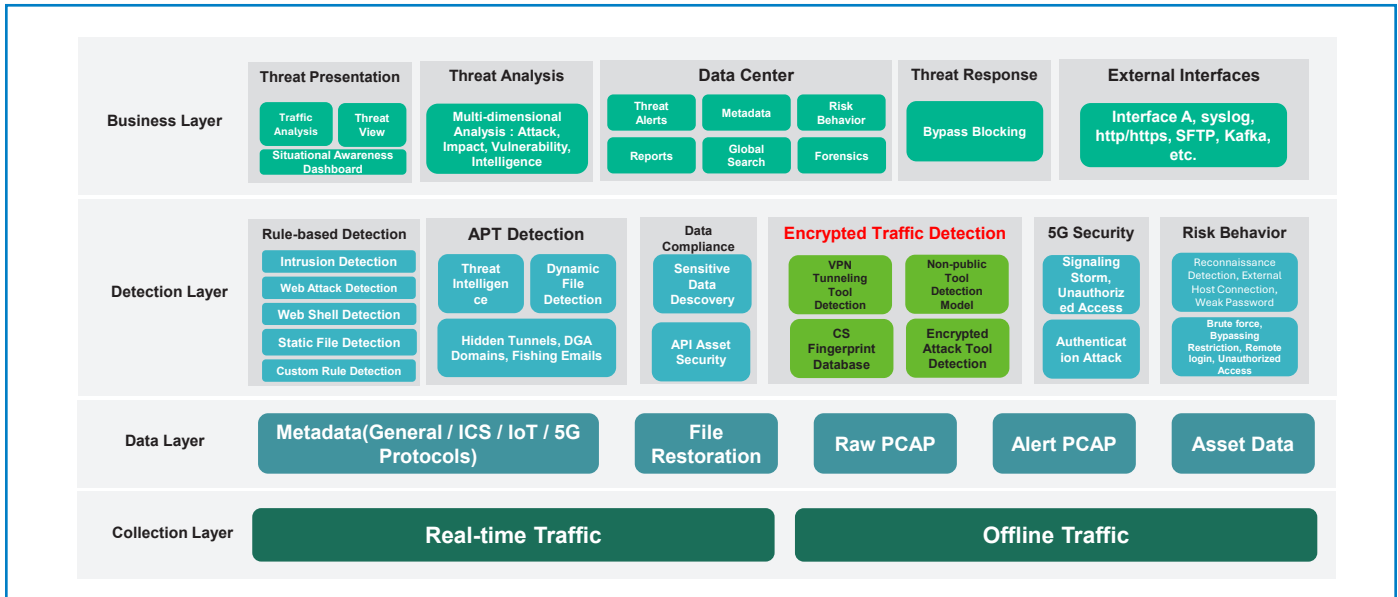 Business Layer
Threat Presentation
Traffic
Analysis
Threat
View
Situational Awareness
Dashboard
Threat Analysis
Multi-dimensional
Analysis : Attack,
Impact, Vulnerability,
Intelligence
Data Center
Threat
Alerts
Metadata
Risk
Behavior
Reports
Global
Search
Forensics
Threat Response
Bypass Blocking
External Interfaces
Interface A, syslog,
http/https, SFTP, Kafka,
etc.
Detection Layer
Rule-based Detection
Intrusion Detection
Web Attack Detection
Web Shell Detection
Static File Detection
Custom Rule Detection
APT Detection
Threat
Intelligen
ce
Dynamic
File
Detection
Hidden Tunnels, DGA
Domains, Fishing Emails
Data
Compliance
Sensitive
Data
Descovery
API Asset
Security
Encrypted Traffic Detection
VPN
Tunneling
Tool
Detection
Non-public
Tool
Detection
Model
CS
Fingerprint
Database
Encrypted
Attack Tool
Detection
5G Security
Signaling
Storm,
Unauthoriz
ed Access
Authenticat
ion Attack
Risk Behavior
Reconnaissance
Detection, External
Host Connection,
Weak Password
Brute force,
Bypassing
Restriction, Remote
login, Unauthorized
Access
Data Layer
Metadata(General / ICS / IoT / 5G
Protocols)
File
Restoration
Raw PCAP
Alert PCAP
Asset Data
Collection Layer
Real-time Traffic
Offline Traffic